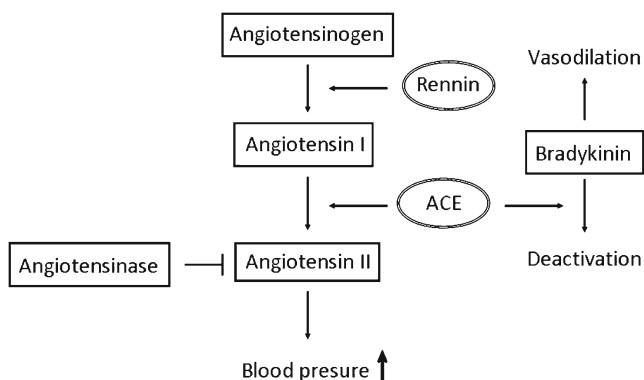 Angiotensinogen
Vasodilation
Rennin
Angiotensin I
Bradykinin
ACE
Angiotensinase
Angiotensin II
Deactivation
Blood presure